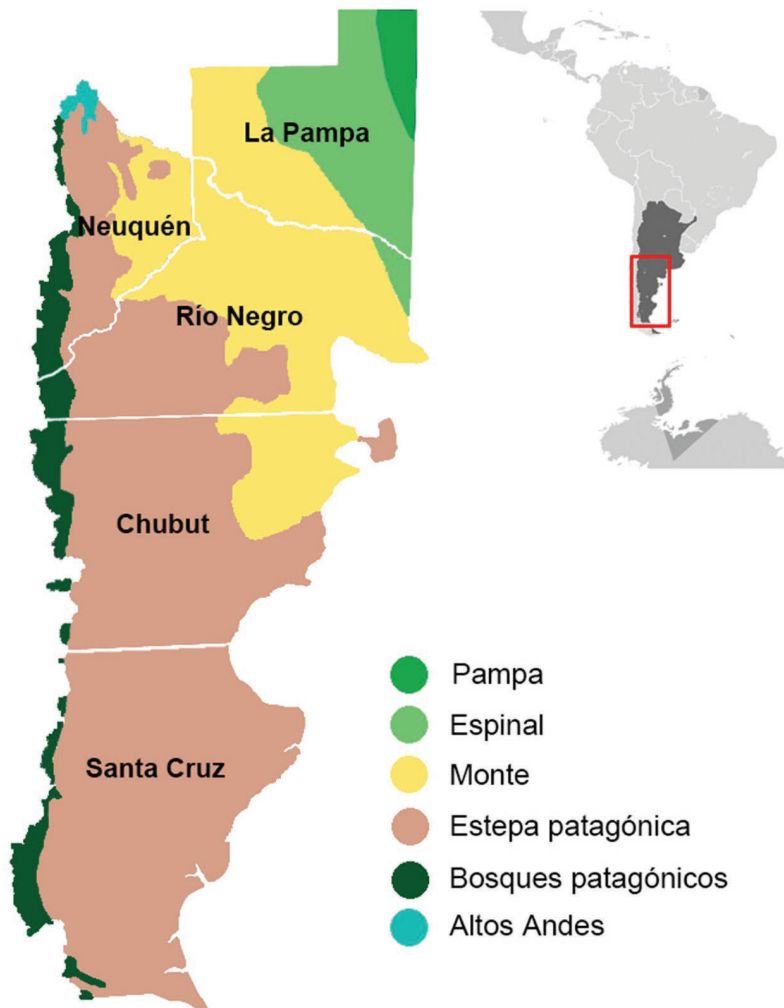 La Pampa
Neuquén
Río Negro
Chubut
Santa Cruz
Pampa
Espinal
Monte
Estepa patagónica
Bosques patagónicos
Altos Andes